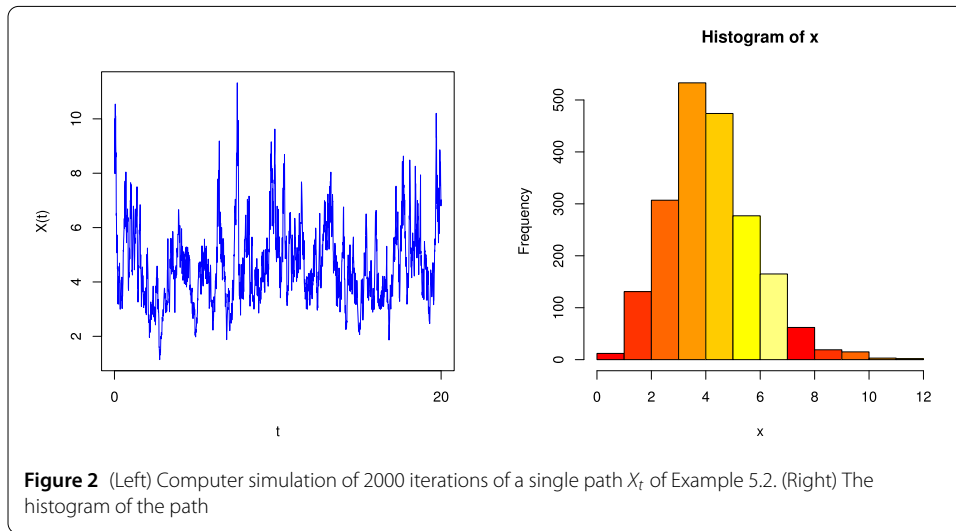 X(t)
10
8
6
4
2
0
20
t
Histogram of x
Frequency
500
300
200
100
0
0
2
4
6
8
10
12
x
Figure 2 (Left) Computer simulation of 2000 iterations of a single path Xₜ of Example 5.2. (Right) The
histogram of the path